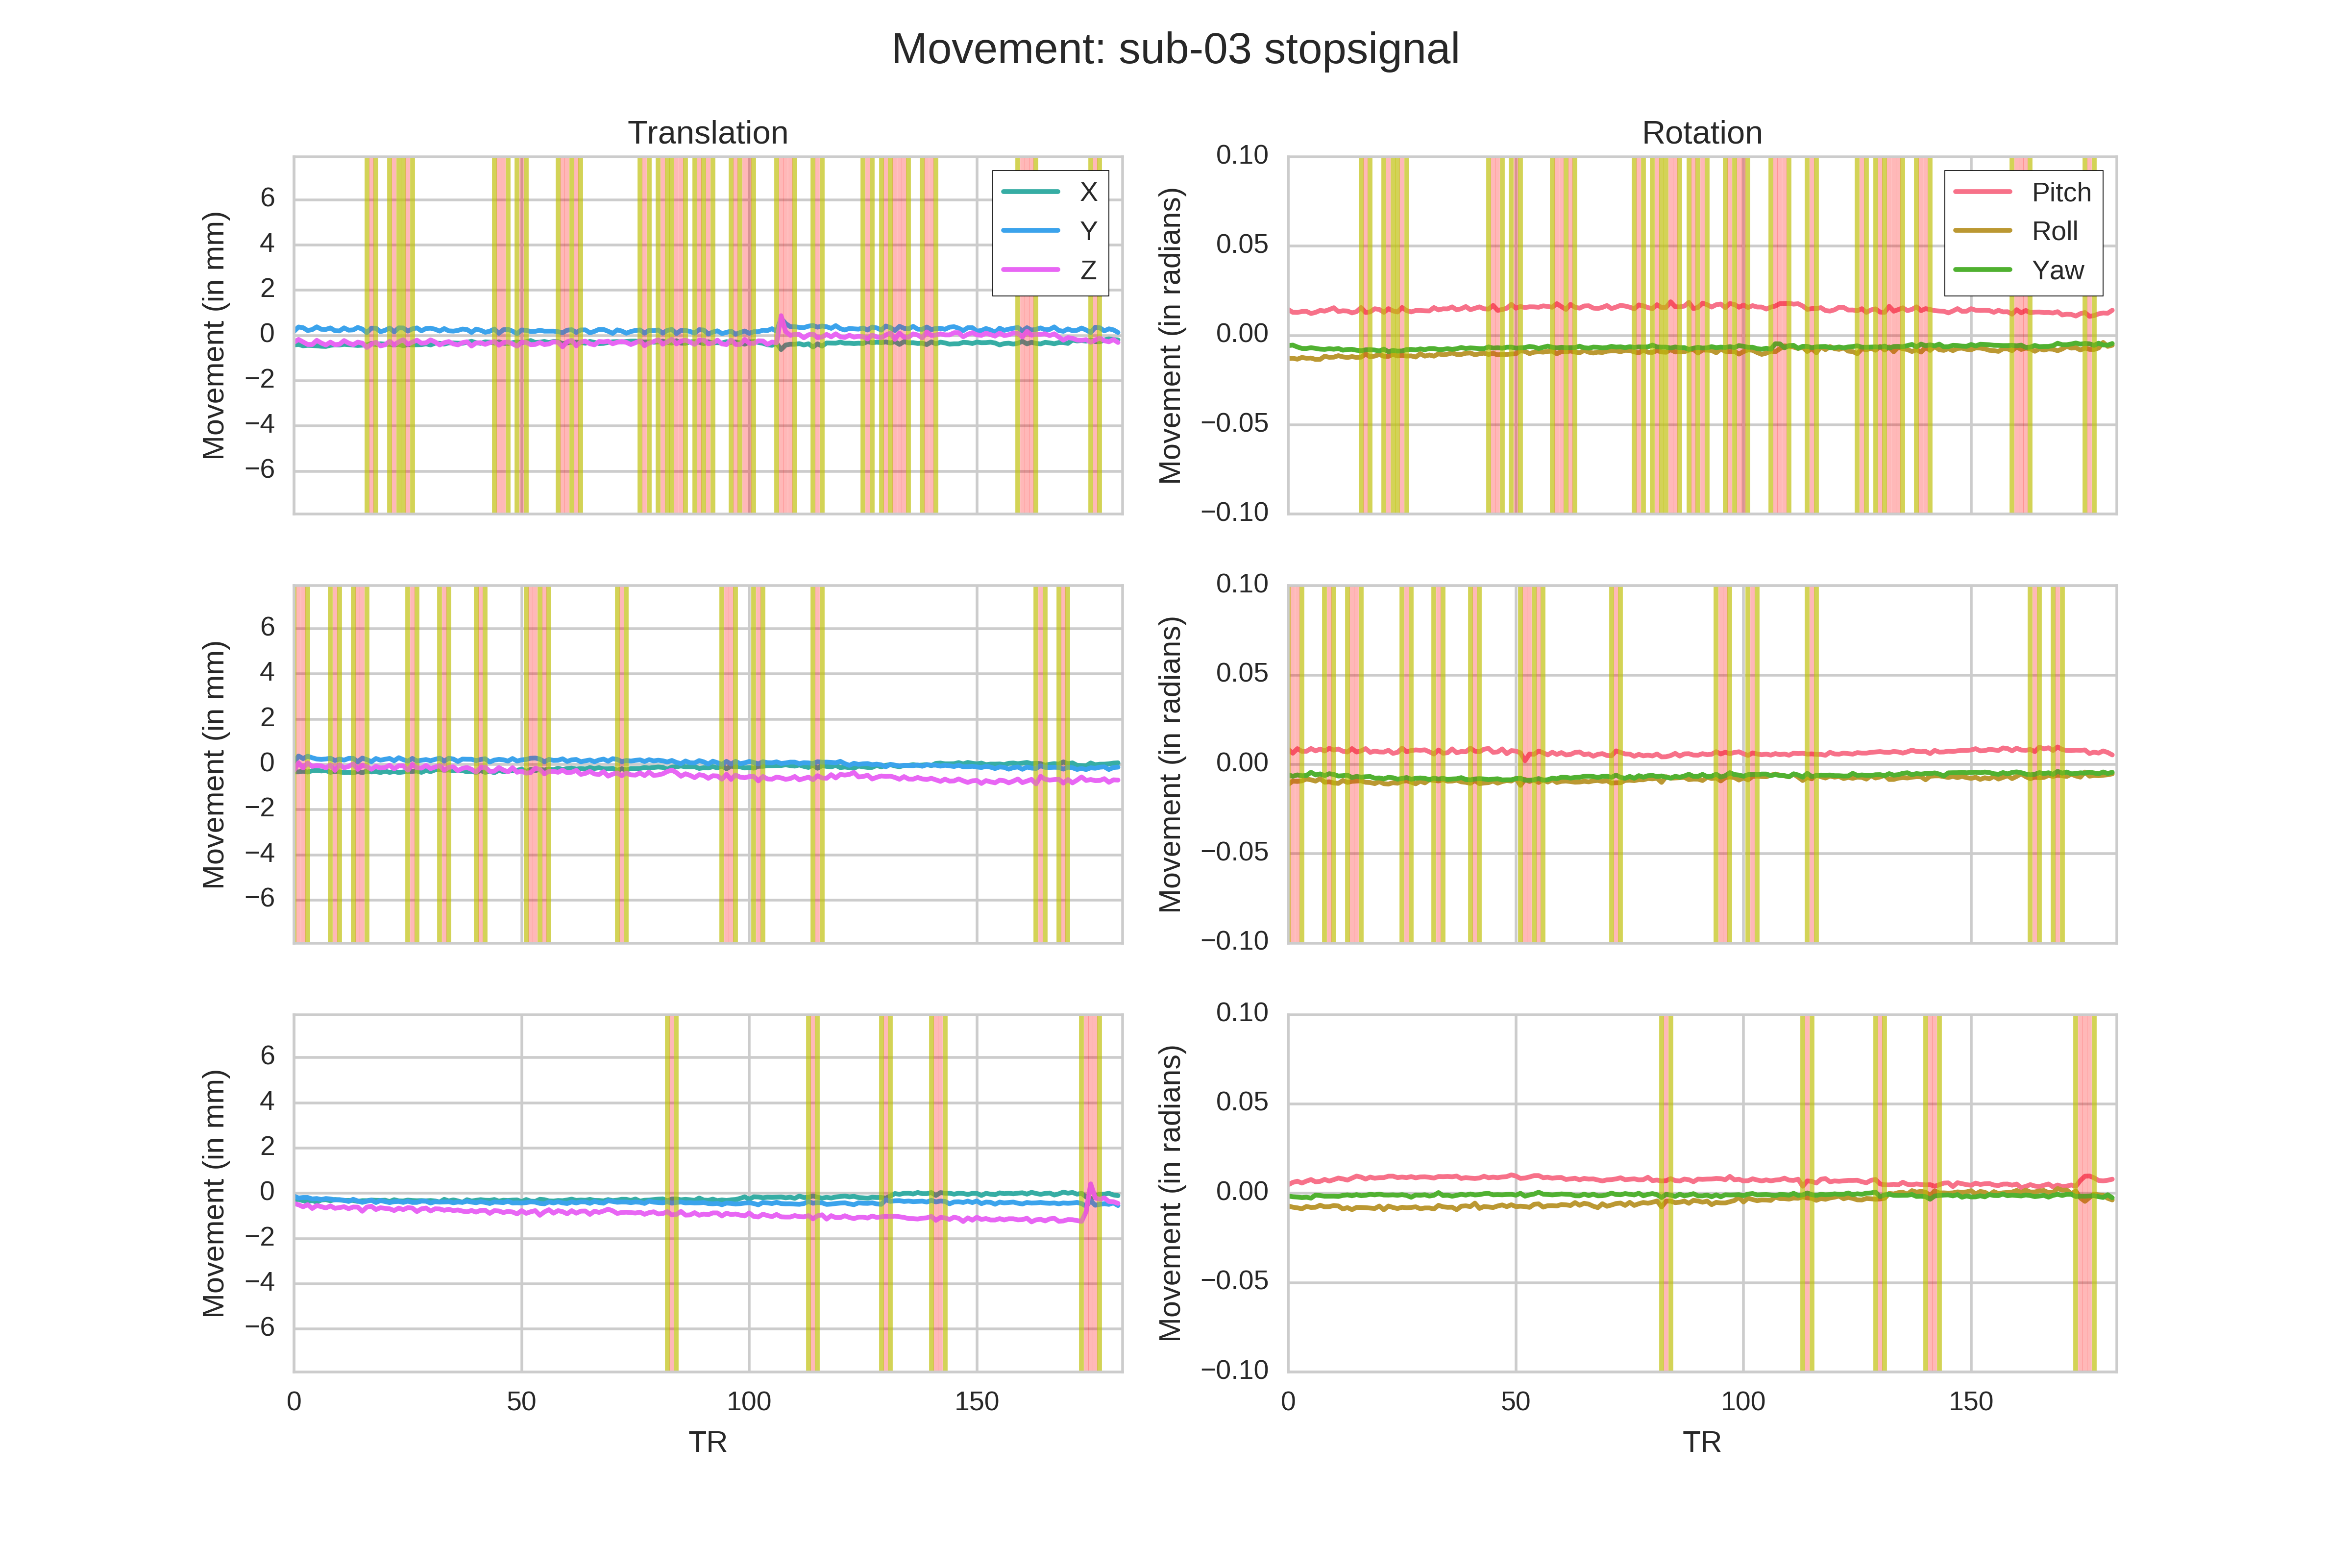 Movement: sub-03 stopsignal
Translation
Rotation
Movement (in mm)
6
4
2
0
−2
−4
−6
X
Y
Z
Movement (in radians)
0.10
0.05
0.00
−0.05
−0.10
Pitch
Roll
Yaw
Movement (in mm)
6
4
2
0
−2
−4
−6
Movement (in radians)
0.10
0.05
0.00
−0.05
−0.10
Movement (in mm)
6
4
2
0
−2
−4
−6
0 50 100 150
TR
Movement (in radians)
0.10
0.05
0.00
−0.05
−0.10
0 50 100 150
TR